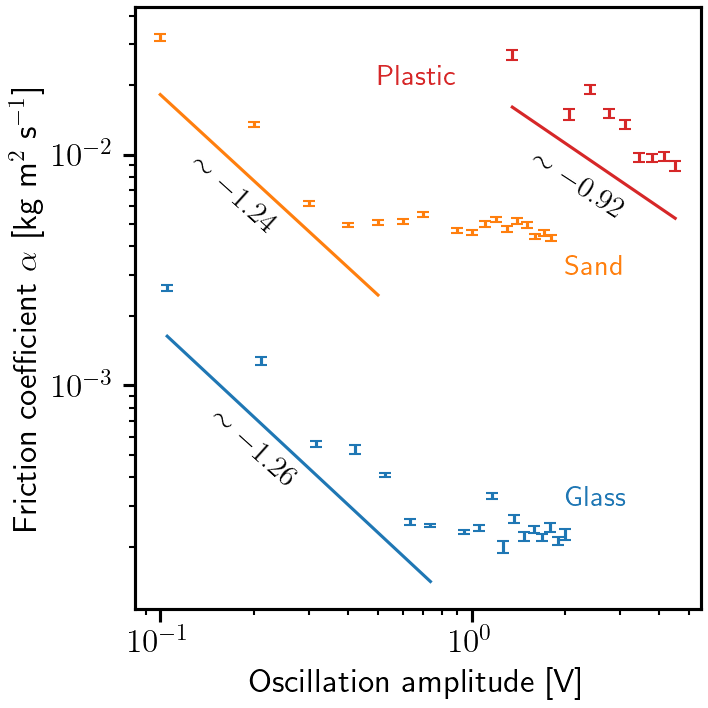 Plastic
10⁻²
∼ −0.92
∼ −1.24
Sand
Friction coefficient α [kg m² s⁻¹]
10⁻³
∼ −1.26
Glass
10⁻¹
10⁰
Oscillation amplitude [V]